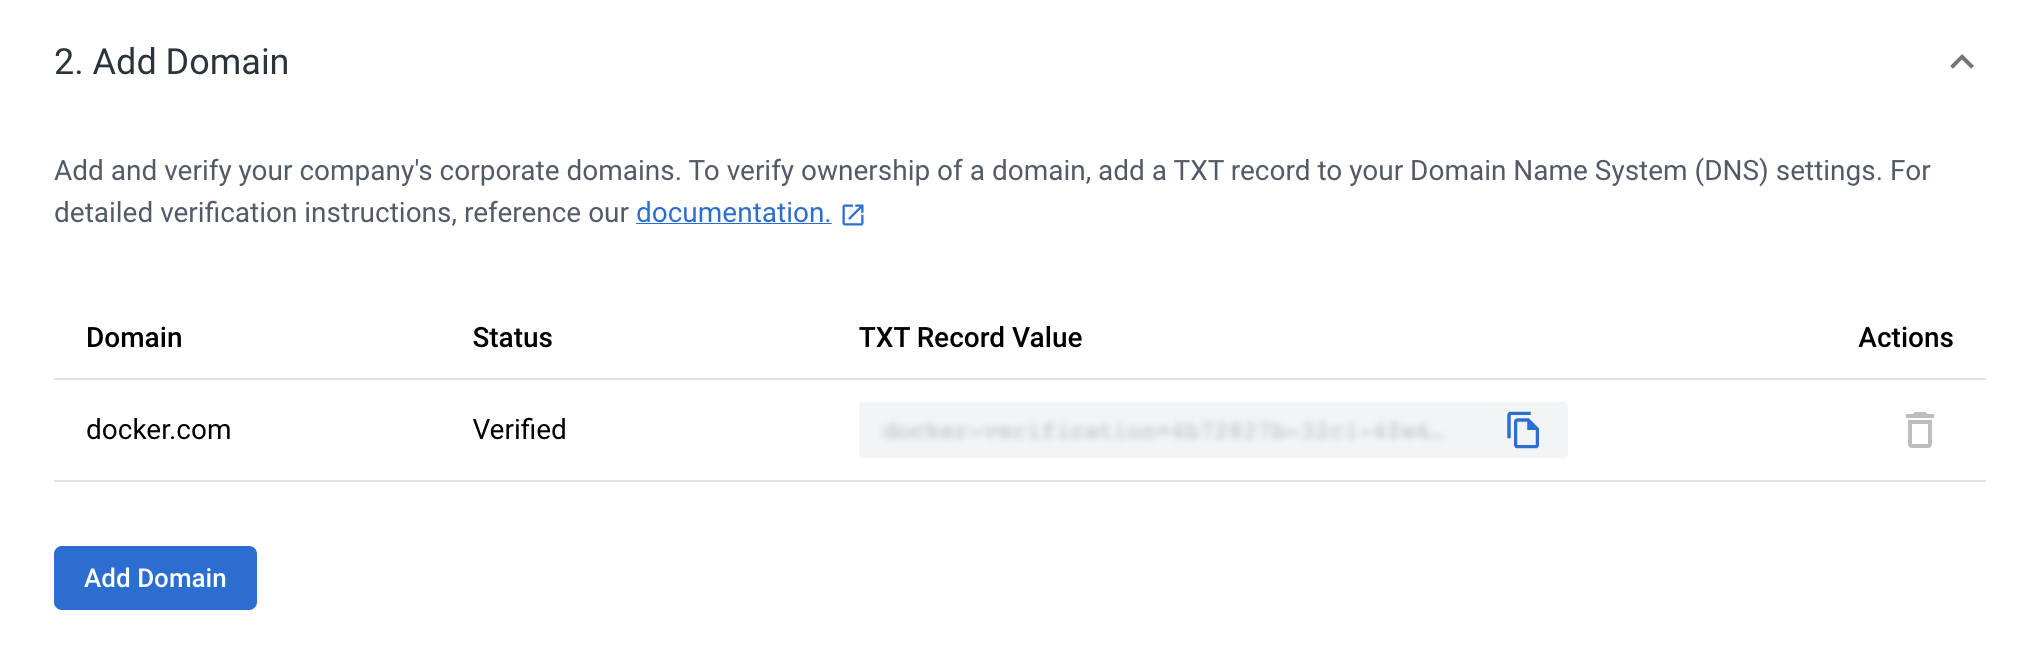 2. Add Domain
Add and verify your company's corporate domains. To verify ownership of a domain, add a TXT record to your Domain Name System (DNS) settings. For
detailed verification instructions, reference our documentation.
Domain Status TXT Record Value Actions
docker.com Verified
Add Domain